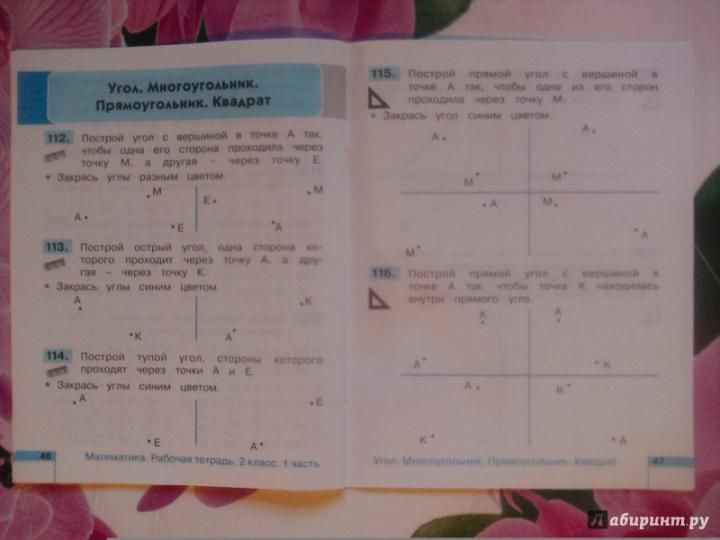 Угол. Многоугольник.
Прямоугольник. Квадрат
112. Построй угол с вершиной в точке А так,
чтобы одна его сторона проходила через
точку М, а другая – через точку Е.
• Закрась углы разным цветом.
А М Е
Е М А
113. Построй острый угол, одна сторона ко-
торого проходит через точку А, а дру-
гая – через точку К.
• Закрась углы синим цветом.
А К
К А
114. Построй тупой угол, стороны которого
проходят через точки А и Е.
• Закрась углы синим цветом.
А Е
Е А
46 Математика. Рабочая тетрадь. 2 класс. 1 часть
115. Построй прямой угол с вершиной в
точке А так, чтобы одна из его сторон
проходила через точку М.
• Закрась угол синим цветом.
А А
М М
А М
М А
116. Построй прямой угол с вершиной в
точке А так, чтобы точка К находилась
внутри прямого угла.
К А
А К
А К
К А
Угол. Многоугольник. Прямоугольник. Квадрат 47
Лабиринт.ру